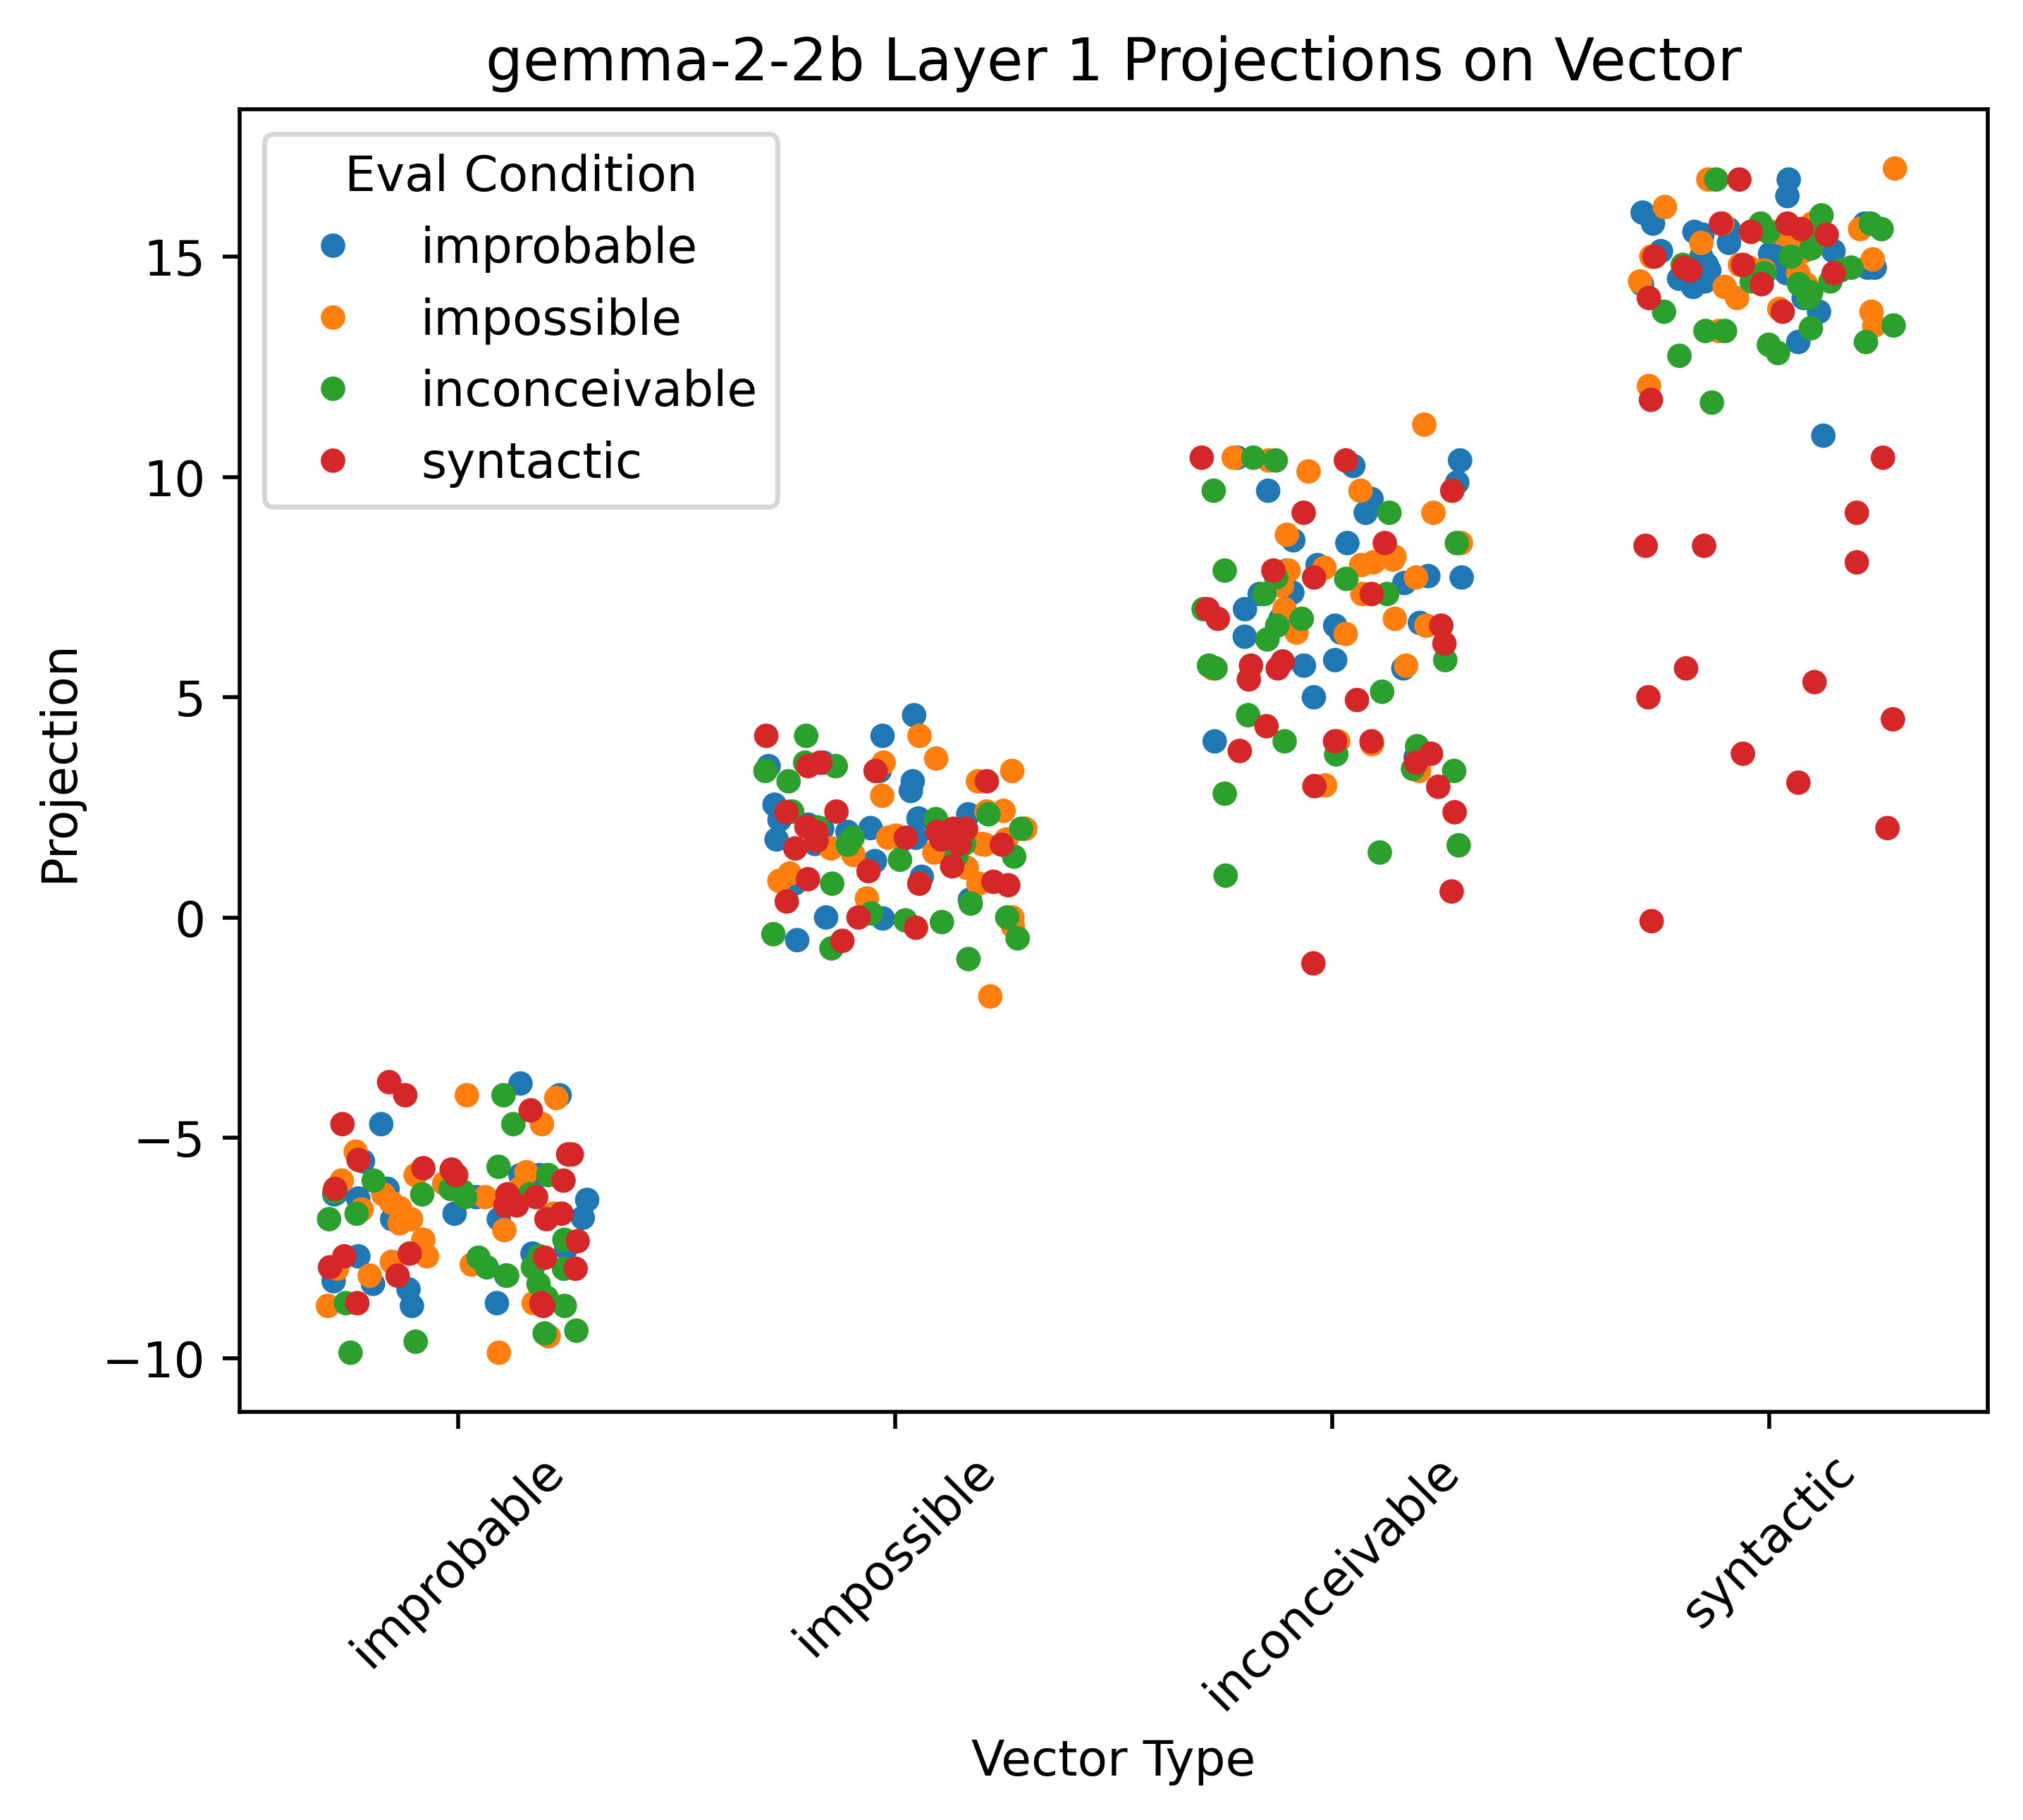 gemma-2-2b Layer 1 Projections on Vector
Eval Condition
improbable
impossible
inconceivable
syntactic
Projection
15
10
5
0
−5
−10
improbable
impossible
inconceivable
syntactic
Vector Type